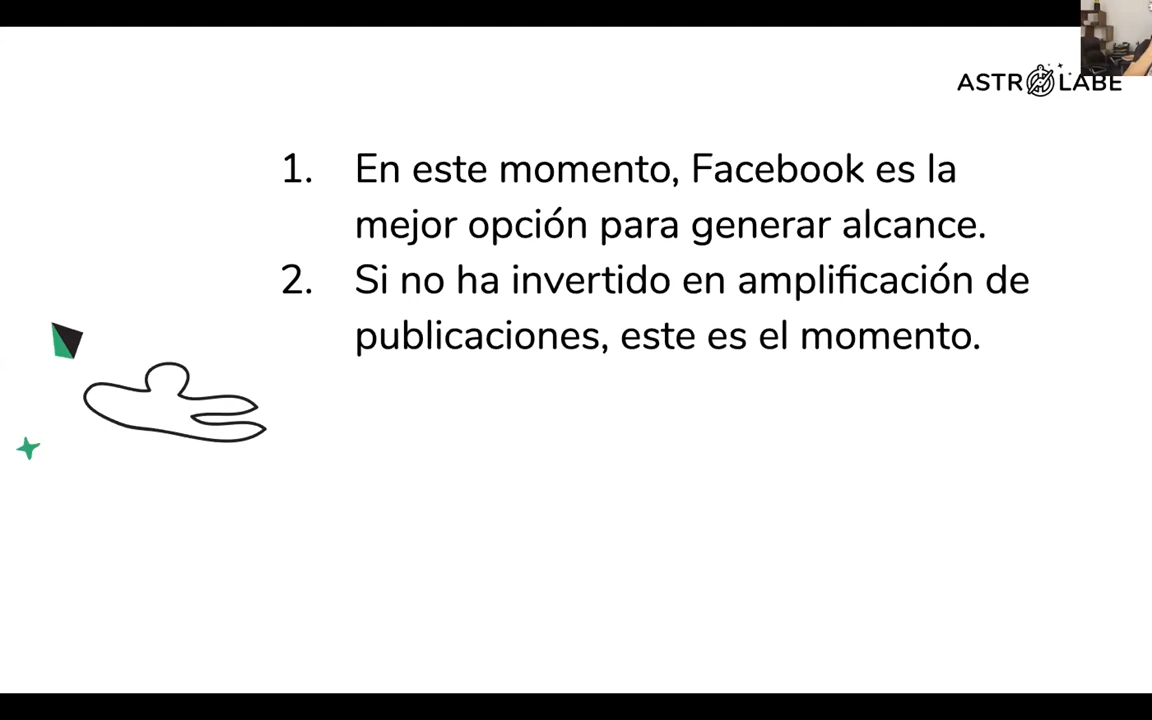 ASTROLABE
1. En este momento, Facebook es la
mejor opción para generar alcance.
2. Si no ha invertido en amplificación de
publicaciones, este es el momento.